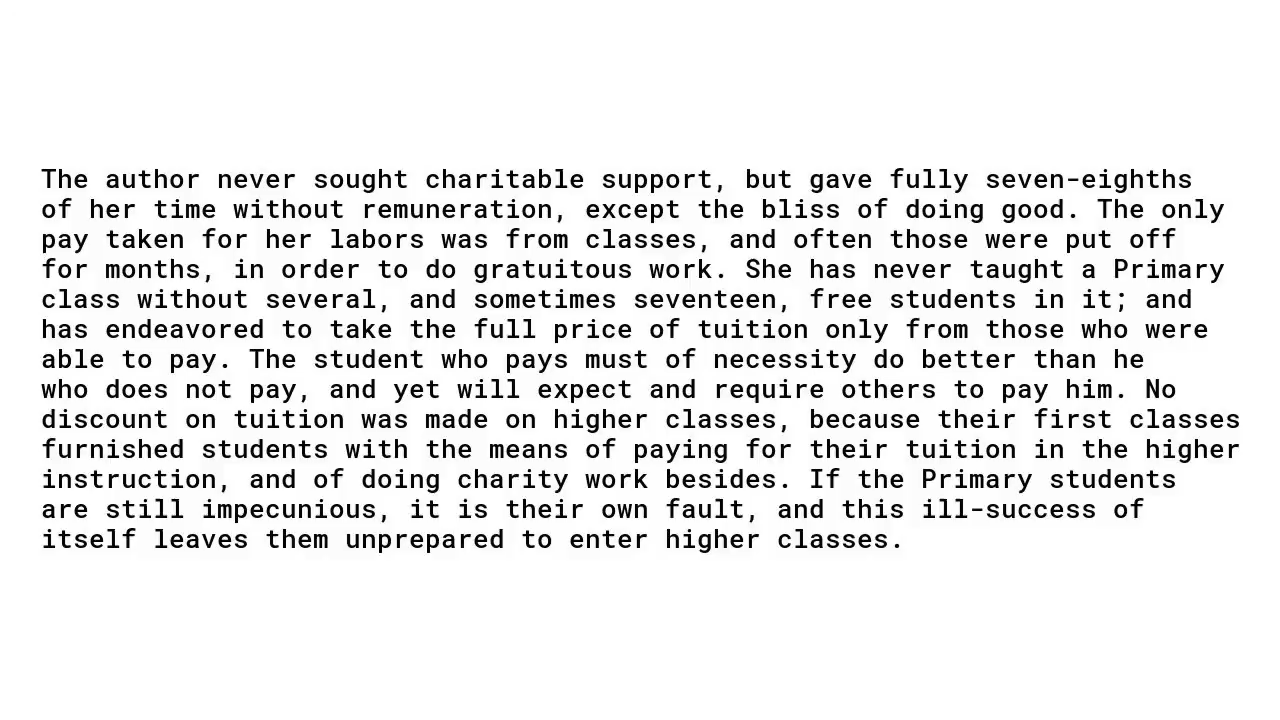 The author never sought charitable support, but gave fully seven-eighths
of her time without remuneration, except the bliss of doing good. The only
pay taken for her labors was from classes, and often those were put off
for months, in order to do gratuitous work. She has never taught a Primary
class without several, and sometimes seventeen, free students in it; and
has endeavored to take the full price of tuition only from those who were
able to pay. The student who pays must of necessity do better than he
who does not pay, and yet will expect and require others to pay him. No
discount on tuition was made on higher classes, because their first classes
furnished students with the means of paying for their tuition in the higher
instruction, and of doing charity work besides. If the Primary students
are still impecunious, it is their own fault, and this ill-success of
itself leaves them unprepared to enter higher classes.